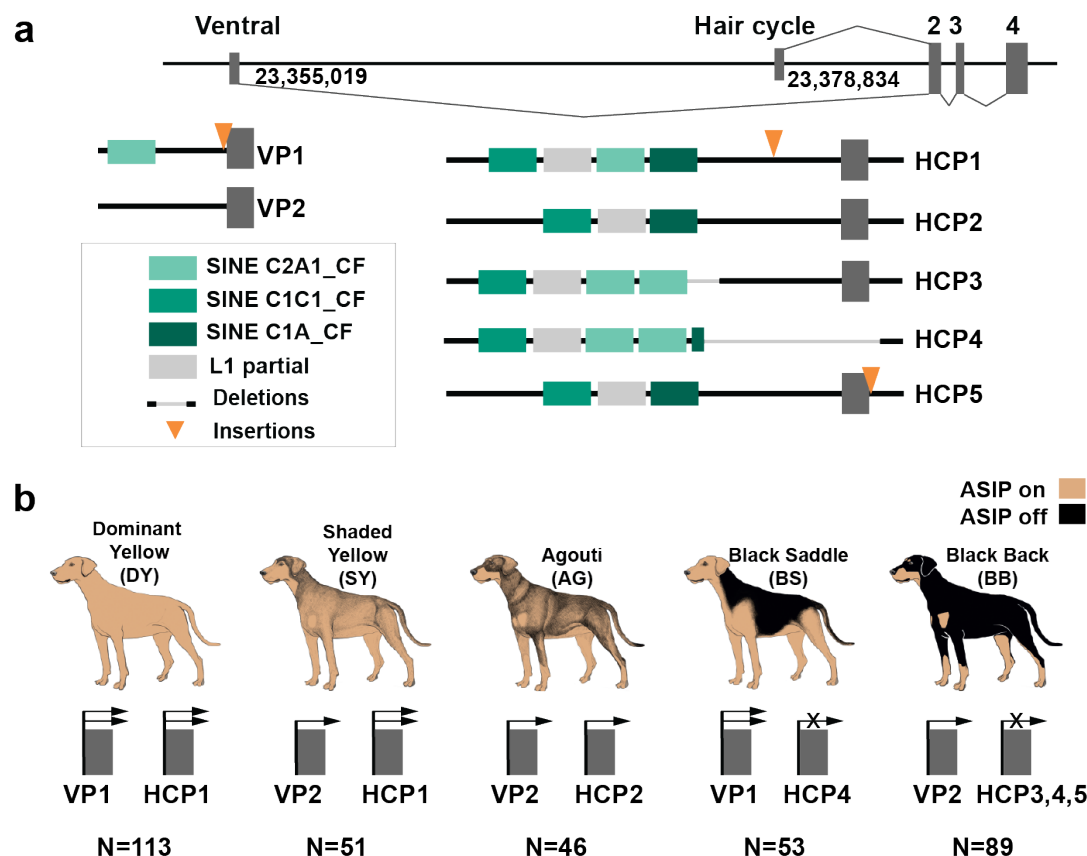 a
Ventral
Hair cycle
2 3 4
23,355,019
23,378,834
VP1
VP2
HCP1
HCP2
HCP3
HCP4
HCP5
SINE C2A1_CF
SINE C1C1_CF
SINE C1A_CF
L1 partial
Deletions
Insertions
b
ASIP on
ASIP off
Dominant
Yellow
(DY)
Shaded
Yellow
(SY)
Agouti
(AG)
Black Saddle
(BS)
Black Back
(BB)
X
X
VP1 HCP1
VP2 HCP1
VP2 HCP2
VP1 HCP4
VP2 HCP3,4,5
N=113
N=51
N=46
N=53
N=89